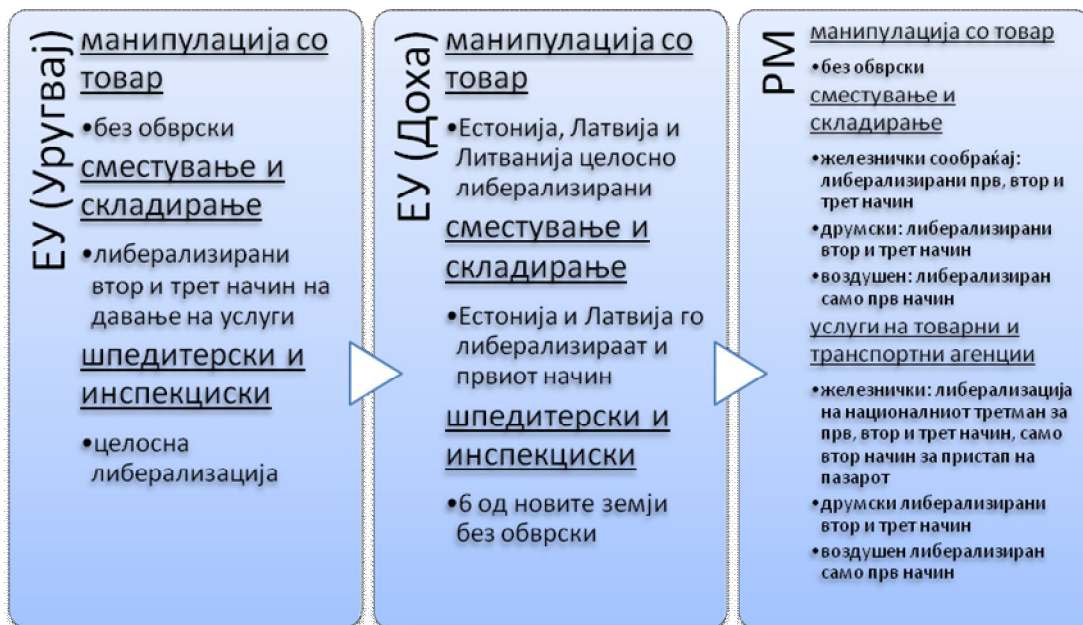 ЕУ (Уругвај)
манипулација со
товар
•без обврски
сместување и
складирање
•либерализирани
втор и трет начин на
давање на услуги
шпедитерски и
инспекциски
•целосна
либерализација
ЕУ (Доха)
манипулација со
товар
•Естонија, Латвија и
Литванија целосно
либерализирани
сместување и
складирање
•Естонија и Латвија го
либерализираат и
првиот начин
шпедитерски и
инспекциски
•6 од новите земји
без обврски
РМ
манипулација со товар
•без обврски
сместување и
складирање
•железнички сообраќај:
либерализирани прв, втор и
трет начин
•друмски: либерализирани
втор и трет начин
•воздушен: либерализиран
само прв начин
услуги на товарни и
транспортни агенции
•железнички: либерализација
на националниот третман за
прв, втор и трет начин, само
втор начин за пристап на
пазарот
•друмски либерализирани
втор и трет начин
•воздушен либерализиран
само прв начин